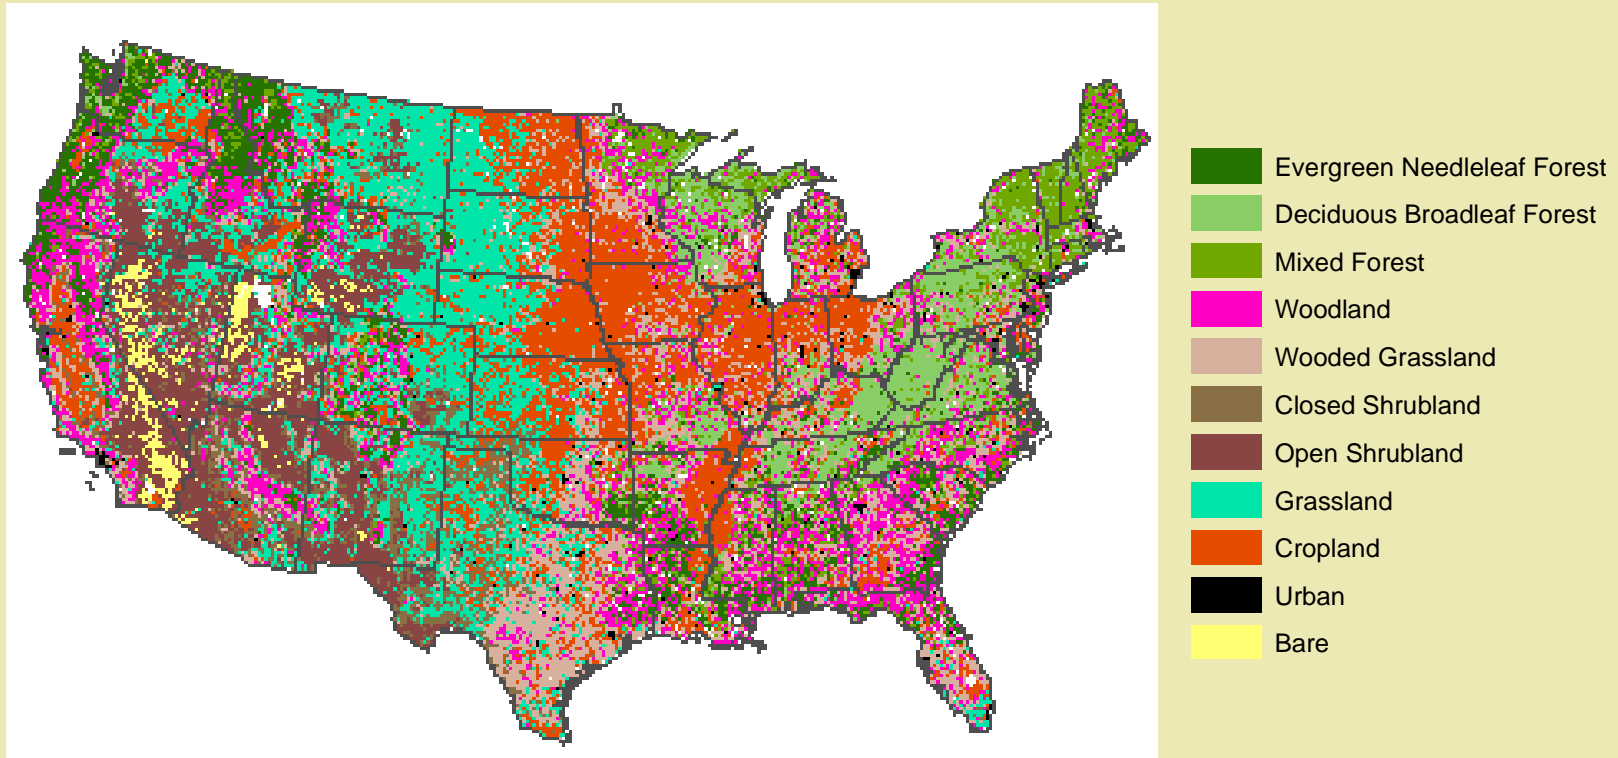 Evergreen Needleleaf Forest
Deciduous Broadleaf Forest
Mixed Forest
Woodland
Wooded Grassland
Closed Shrubland
Open Shrubland
Grassland
Cropland
Urban
Bare